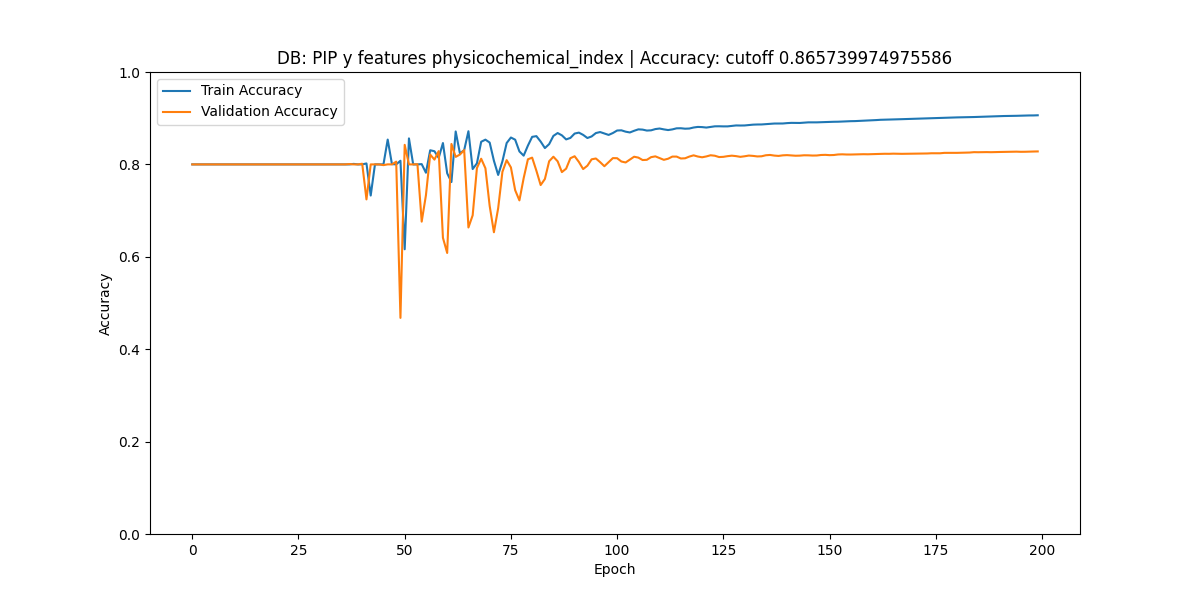 DB: PIP y features physicochemical_index | Accuracy: cutoff 0.865739974975586
Train Accuracy
Validation Accuracy
1.0
0.8
0.6
0.4
0.2
0.0
Accuracy
0 25 50 75 100 125 150 175 200
Epoch